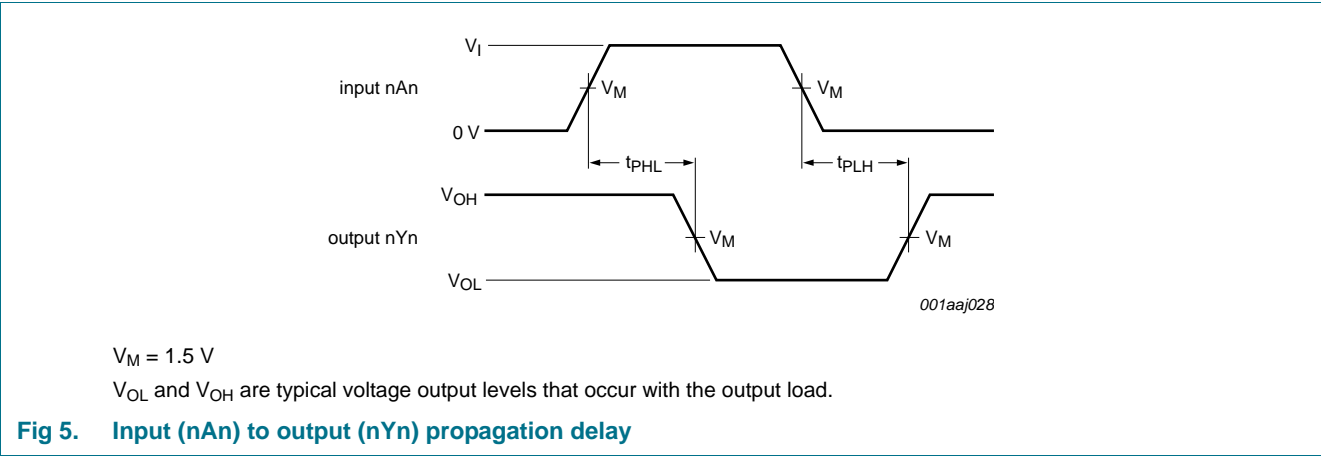 V_I
input nAn
V_M
V_M
0 V
t_PHL
t_PLH
V_OH
output nYn
V_M
V_M
V_OL
001aaj028
V_M = 1.5 V
V_OL and V_OH are typical voltage output levels that occur with the output load.
Fig 5. Input (nAn) to output (nYn) propagation delay